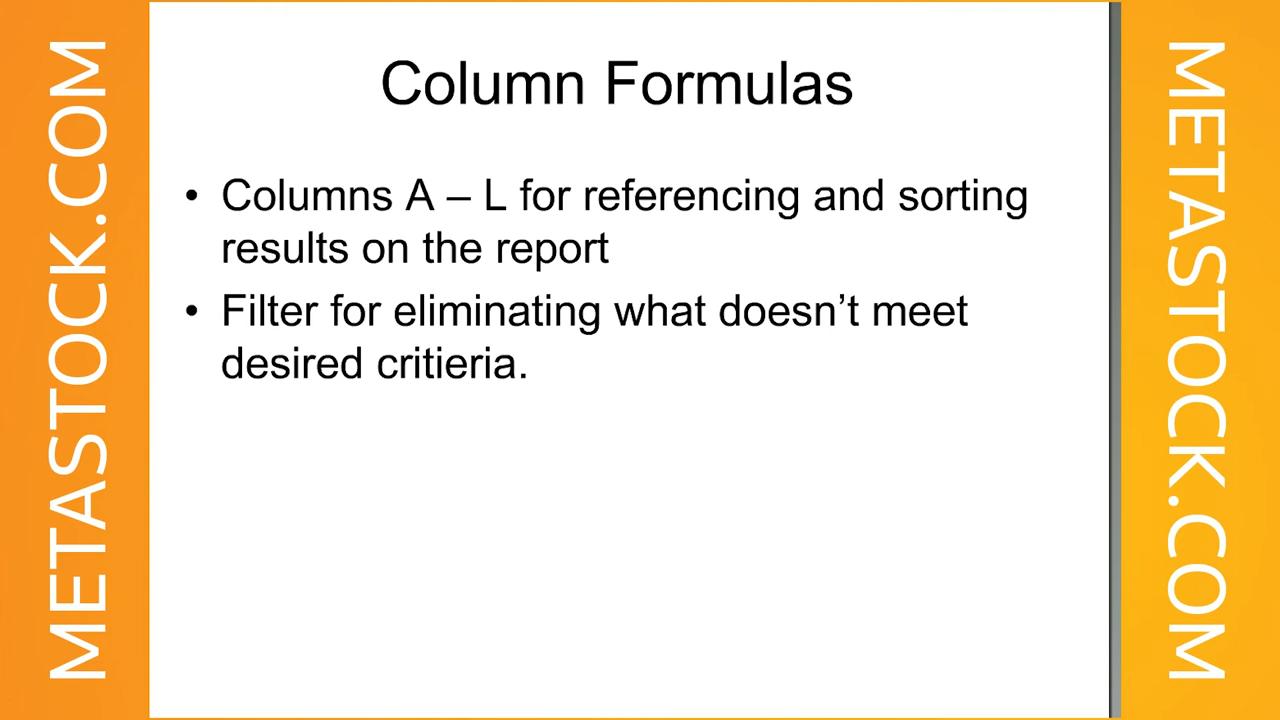 METASTOCK.COM
Column Formulas
• Columns A – L for referencing and sorting
results on the report
• Filter for eliminating what doesn’t meet
desired critieria.
METASTOCK.COM